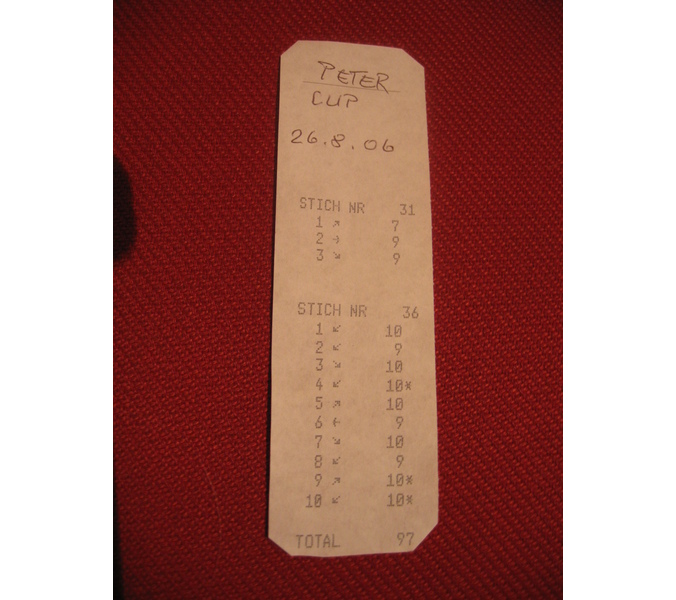 PETER
CUP
26.8.06
STICH NR 31
1 ↗ 7
2 → 9
3 ↘ 9
STICH NR 36
1 ↙ 10
2 ↙ 9
3 ↘ 10
4 ↙ 10*
5 ↗ 10
6 ← 9
7 ↘ 10
8 ↙ 9
9 ↗ 10*
10 ↙ 10*
TOTAL 97